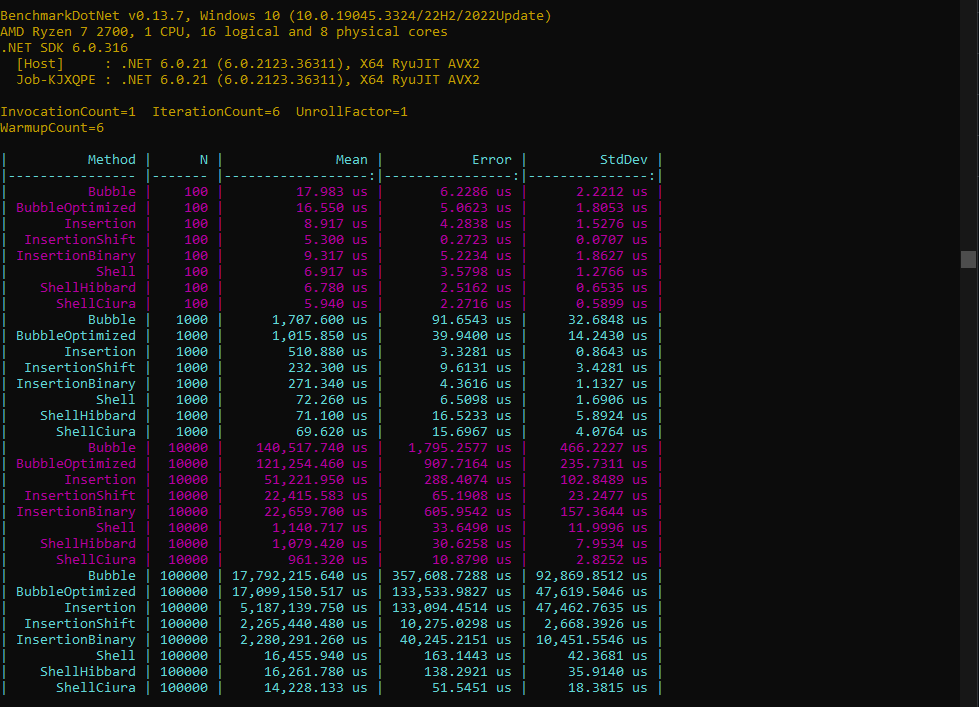 BenchmarkDotNet v0.13.7, Windows 10 (10.0.19045.3324/22H2/2022Update)
AMD Ryzen 7 2700, 1 CPU, 16 logical and 8 physical cores
.NET SDK 6.0.316
  [Host]     : .NET 6.0.21 (6.0.2123.36311), X64 RyuJIT AVX2
  Job-KJXQPE : .NET 6.0.21 (6.0.2123.36311), X64 RyuJIT AVX2
InvocationCount=1  IterationCount=6  UnrollFactor=1
WarmupCount=6
|          Method |      N |              Mean |           Error |         StdDev |
|---------------- |------- |------------------:|----------------:|---------------:|
|          Bubble |    100 |         17.983 us |       6.2286 us |      2.2212 us |
| BubbleOptimized |    100 |         16.550 us |       5.0623 us |      1.8053 us |
|       Insertion |    100 |          8.917 us |       4.2838 us |      1.5276 us |
|  InsertionShift |    100 |          5.300 us |       0.2723 us |      0.0707 us |
| InsertionBinary |    100 |          9.317 us |       5.2234 us |      1.8627 us |
|           Shell |    100 |          6.917 us |       3.5798 us |      1.2766 us |
|    ShellHibbard |    100 |          6.780 us |       2.5162 us |      0.6535 us |
|      ShellCiura |    100 |          5.940 us |       2.2716 us |      0.5899 us |
|          Bubble |   1000 |      1,707.600 us |      91.6543 us |     32.6848 us |
| BubbleOptimized |   1000 |      1,015.850 us |      39.9400 us |     14.2430 us |
|       Insertion |   1000 |        510.880 us |       3.3281 us |      0.8643 us |
|  InsertionShift |   1000 |        232.300 us |       9.6131 us |      3.4281 us |
| InsertionBinary |   1000 |        271.340 us |       4.3616 us |      1.1327 us |
|           Shell |   1000 |         72.260 us |       6.5098 us |      1.6906 us |
|    ShellHibbard |   1000 |         71.100 us |      16.5233 us |      5.8924 us |
|      ShellCiura |   1000 |         69.620 us |      15.6967 us |      4.0764 us |
|          Bubble |  10000 |    140,517.740 us |   1,795.2577 us |    466.2227 us |
| BubbleOptimized |  10000 |    121,254.460 us |     907.7164 us |    235.7311 us |
|       Insertion |  10000 |     51,221.950 us |     288.4074 us |    102.8489 us |
|  InsertionShift |  10000 |     22,415.583 us |      65.1908 us |     23.2477 us |
| InsertionBinary |  10000 |     22,659.700 us |     605.9542 us |    157.3644 us |
|           Shell |  10000 |      1,140.717 us |      33.6490 us |     11.9996 us |
|    ShellHibbard |  10000 |      1,079.420 us |      30.6258 us |      7.9534 us |
|      ShellCiura |  10000 |        961.320 us |      10.8790 us |      2.8252 us |
|          Bubble | 100000 | 17,792,215.640 us | 357,608.7288 us | 92,869.8512 us |
| BubbleOptimized | 100000 | 17,099,150.517 us | 133,533.9827 us | 47,619.5046 us |
|       Insertion | 100000 |  5,187,139.750 us | 133,094.4514 us | 47,462.7635 us |
|  InsertionShift | 100000 |  2,265,440.480 us |  10,275.0298 us |  2,668.3926 us |
| InsertionBinary | 100000 |  2,280,291.260 us |  40,245.2151 us | 10,451.5546 us |
|           Shell | 100000 |     16,455.940 us |     163.1443 us |     42.3681 us |
|    ShellHibbard | 100000 |     16,261.780 us |     138.2921 us |     35.9140 us |
|      ShellCiura | 100000 |     14,228.133 us |      51.5451 us |     18.3815 us |